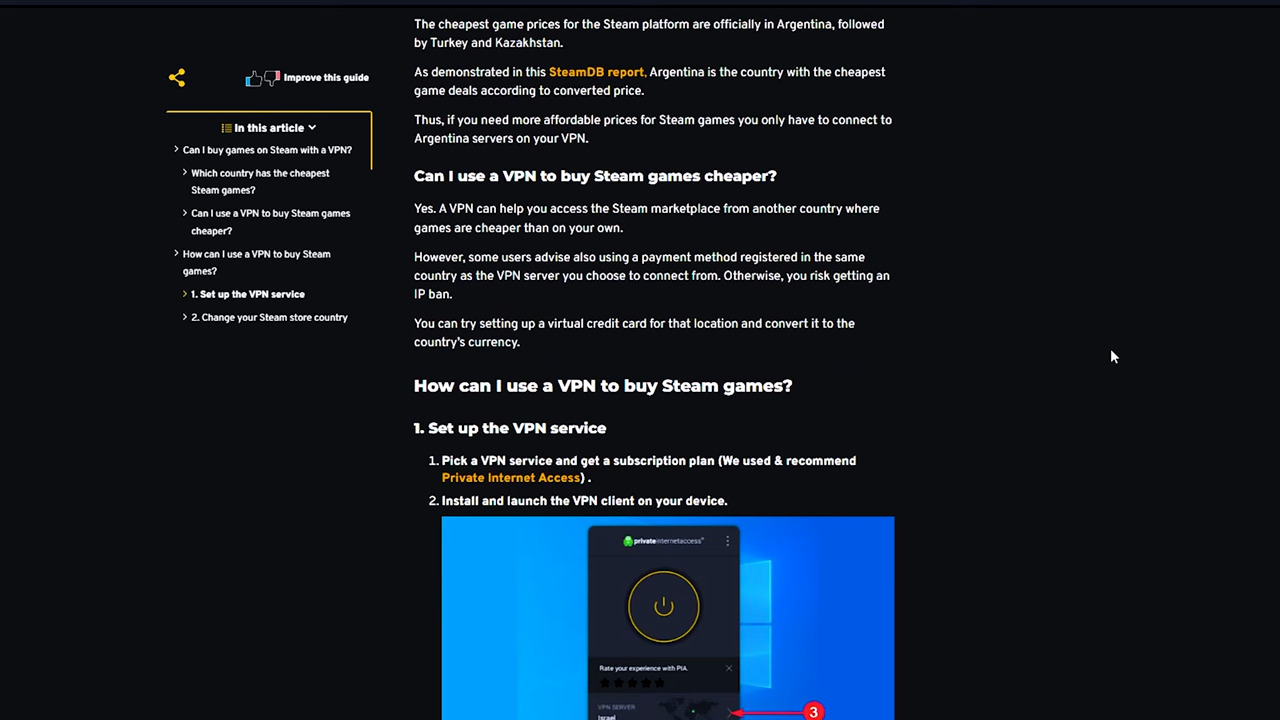 The cheapest game prices for the Steam platform are officially in Argentina, followed
by Turkey and Kazakhstan.
Improve this guide
As demonstrated in this SteamDB report, Argentina is the country with the cheapest
game deals according to converted price.
Thus, if you need more affordable prices for Steam games you only have to connect to
Argentina servers on your VPN.
In this article
Can I buy games on Steam with a VPN?
Which country has the cheapest
Steam games?
Can I use a VPN to buy Steam games
cheaper?
How can I use a VPN to buy Steam
games?
1. Set up the VPN service
2. Change your Steam store country
Can I use a VPN to buy Steam games cheaper?
Yes. A VPN can help you access the Steam marketplace from another country where
games are cheaper than on your own.
However, some users advise also using a payment method registered in the same
country as the VPN server you choose to connect from. Otherwise, you risk getting an
IP ban.
You can try setting up a virtual credit card for that location and convert it to the
country's currency.
How can I use a VPN to buy Steam games?
1. Set up the VPN service
1. Pick a VPN service and get a subscription plan (We used & recommend
Private Internet Access) .
2. Install and launch the VPN client on your device.
privateinternetaccess
Rate your experience with PIA.
VPN SERVER
Israel
3